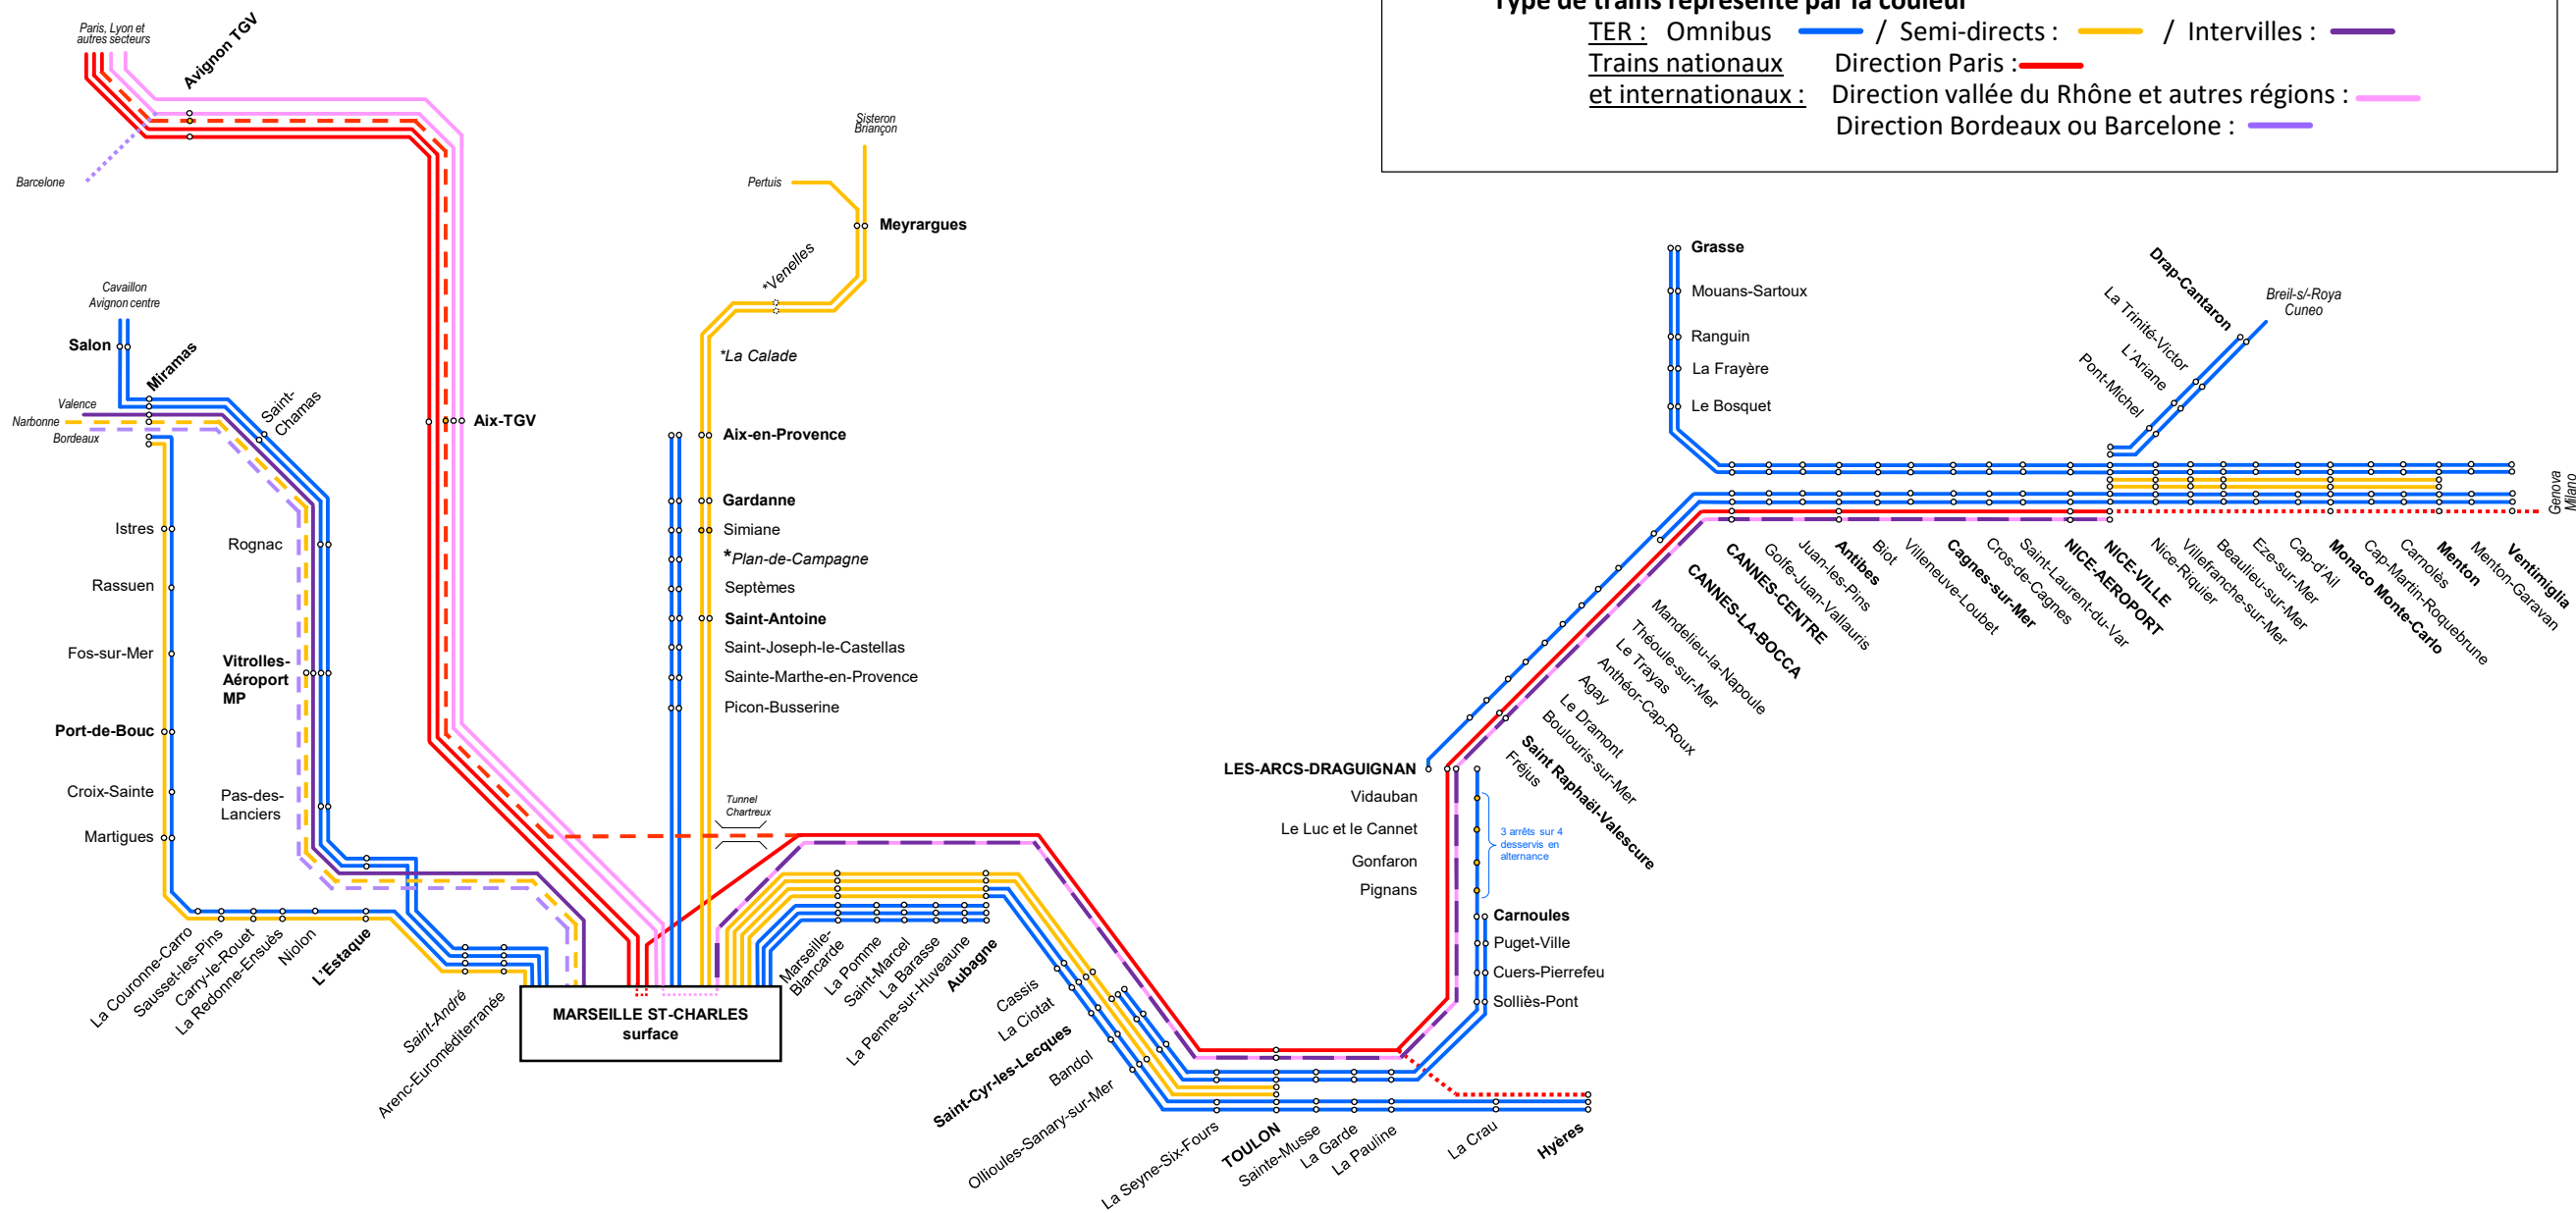 Type de trains représenté par la couleur
TER : Omnibus / Semi-directs : / Intervilles :
Trains nationaux Direction Paris :
et internationaux : Direction vallée du Rhône et autres régions :
Direction Bordeaux ou Barcelone :
Paris, Lyon et
autres secteurs
Avignon TGV
Barcelone
Sisteron
Briançon
Pertuis
Meyrargues
*Venelles
*La Calade
Cavaillon
Avignon centre
Salon
Miramas
Valence
Narbonne
Bordeaux
Saint-
Chamas
Aix-TGV
Aix-en-Provence
Gardanne
Simiane
*Plan-de-Campagne
Septèmes
Saint-Antoine
Saint-Joseph-le-Castellas
Sainte-Marthe-en-Provence
Picon-Busserine
Istres
Rassuen
Fos-sur-Mer
Port-de-Bouc
Croix-Sainte
Martigues
Rognac
Vitrolles-
Aéroport
MP
Pas-des-
Lanciers
La Couronne-Carro
Sausset-les-Pins
Carry-le-Rouet
La Redonne-Ensuès
Niolon
L'Estaque
Saint-André
Arenc-Euroméditerranée
Tunnel
Chartreux
MARSEILLE ST-CHARLES
surface
Marseille-
Blancarde
La Pomme
Saint-Marcel
La Barasse
La Penne-sur-Huveaune
Aubagne
Cassis
La Ciotat
Saint-Cyr-les-Lecques
Bandol
Ollioules-Sanary-sur-Mer
La Seyne-Six-Fours
TOULON
Sainte-Musse
La Garde
La Pauline
La Crau
Hyères
LES-ARCS-DRAGUIGNAN
Vidauban
Le Luc et le Cannet
Gonfaron
Pignans
3 arrêts sur 4
desservis en
alternance
Carnoules
Puget-Ville
Cuers-Pierrefeu
Solliès-Pont
Fréjus
Saint Raphaël-Valescure
Boulouris-sur-Mer
Le Dramont
Agay
Anthéor-Cap-Roux
Le Trayas
Théoule-sur-Mer
Mandelieu-la-Napoule
CANNES-LA-BOCCA
CANNES-CENTRE
Grasse
Mouans-Sartoux
Ranguin
La Frayère
Le Bosquet
Golfe-Juan-Vallauris
Juan-les-Pins
Antibes
Biot
Villeneuve-Loubet
Cagnes-sur-Mer
Cros-de-Cagnes
Saint-Laurent-du-Var
NICE-AEROPORT
NICE-VILLE
Drap-Cantaron
La Trinité-Victor
L'Ariane
Pont-Michel
Breil-s/-Roya
Cuneo
Nice-Riquier
Villefranche-sur-Mer
Beaulieu-sur-Mer
Eze-sur-Mer
Cap-d'Ail
Monaco Monte-Carlo
Cap-Martin-Roquebrune
Carnolès
Menton
Menton-Garavan
Ventimiglia
Genova
Milano